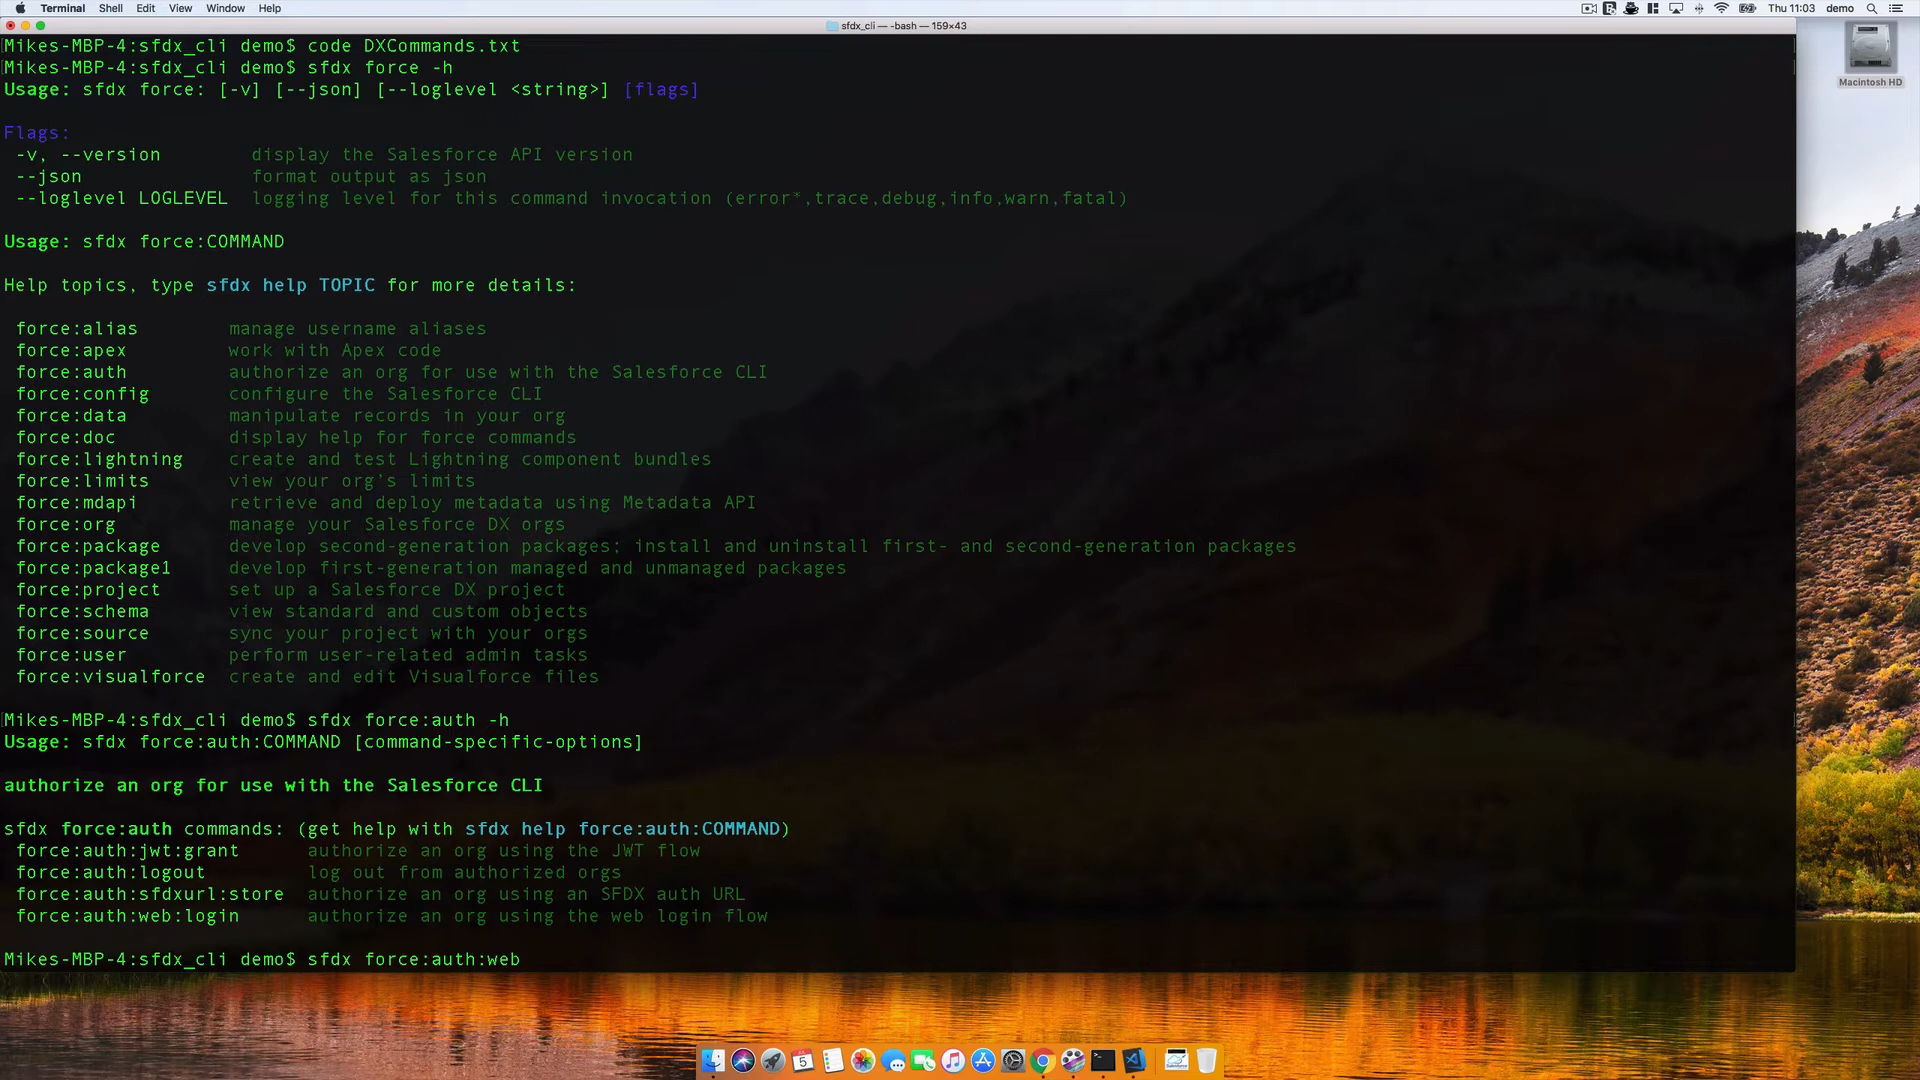 Terminal Shell Edit View Window Help
Thu 11:03 demo
sfdx_cli — -bash — 159×43
Macintosh HD
Mikes-MBP-4:sfdx_cli demo$ code DXCommands.txt
Mikes-MBP-4:sfdx_cli demo$ sfdx force -h
Usage: sfdx force: [-v] [--json] [--loglevel <string>] [flags]
Flags:
-v, --version display the Salesforce API version
--json format output as json
--loglevel LOGLEVEL logging level for this command invocation (error*,trace,debug,info,warn,fatal)
Usage: sfdx force:COMMAND
Help topics, type sfdx help TOPIC for more details:
force:alias manage username aliases
force:apex work with Apex code
force:auth authorize an org for use with the Salesforce CLI
force:config configure the Salesforce CLI
force:data manipulate records in your org
force:doc display help for force commands
force:lightning create and test Lightning component bundles
force:limits view your org's limits
force:mdapi retrieve and deploy metadata using Metadata API
force:org manage your Salesforce DX orgs
force:package develop second-generation packages; install and uninstall first- and second-generation packages
force:package1 develop first-generation managed and unmanaged packages
force:project set up a Salesforce DX project
force:schema view standard and custom objects
force:source sync your project with your orgs
force:user perform user-related admin tasks
force:visualforce create and edit Visualforce files
Mikes-MBP-4:sfdx_cli demo$ sfdx force:auth -h
Usage: sfdx force:auth:COMMAND [command-specific-options]
authorize an org for use with the Salesforce CLI
sfdx force:auth commands: (get help with sfdx help force:auth:COMMAND)
force:auth:jwt:grant authorize an org using the JWT flow
force:auth:logout log out from authorized orgs
force:auth:sfdxurl:store authorize an org using an SFDX auth URL
force:auth:web:login authorize an org using the web login flow
Mikes-MBP-4:sfdx_cli demo$ sfdx force:auth:web
5